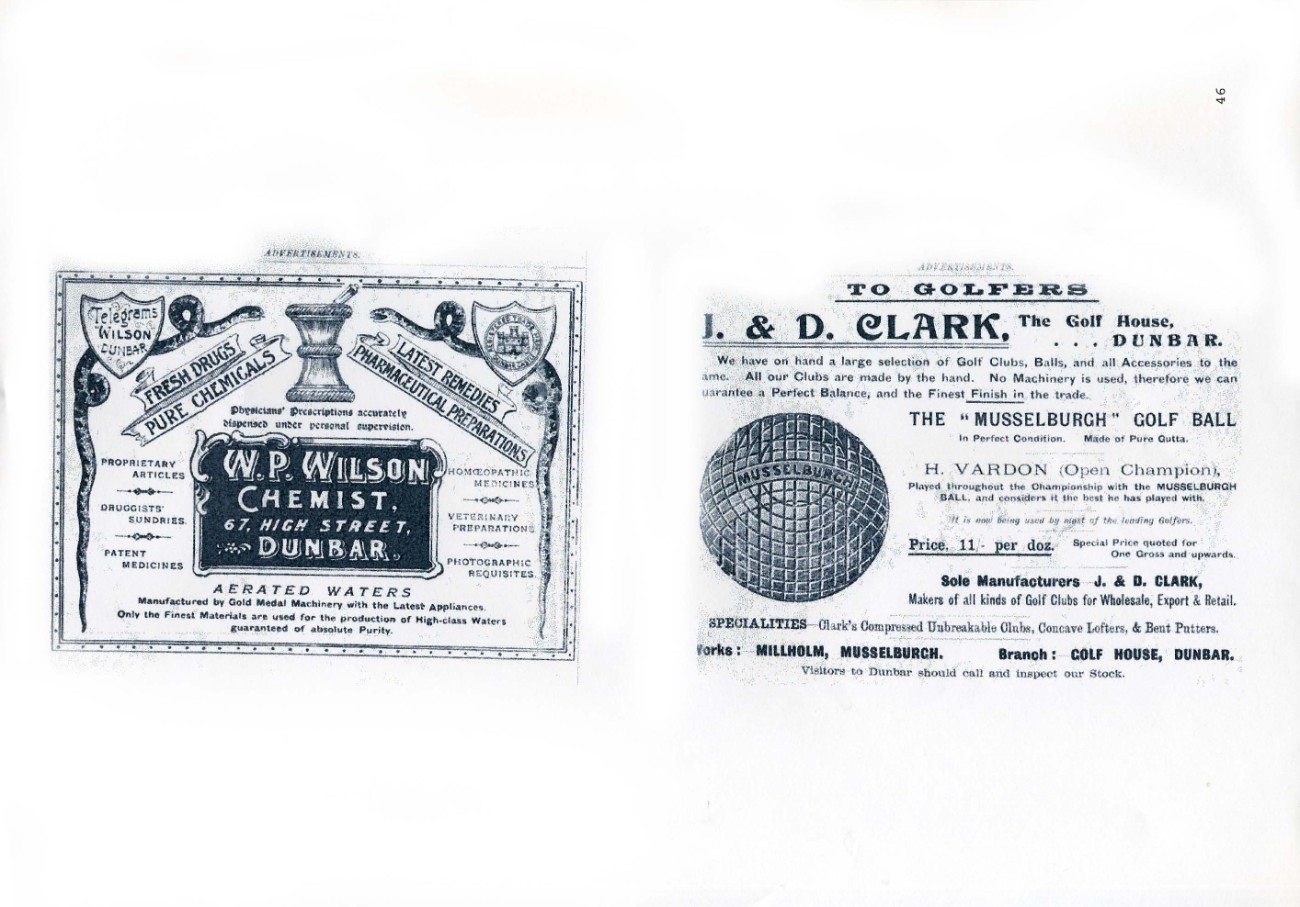 46
ADVERTISEMENTS.
Telegrams
WILSON
DUNBAR
FRESH DRUGS
PURE CHEMICALS
LATEST REMEDIES
PHARMACEUTICAL PREPARATIONS
Physicians' Prescriptions accurately
dispensed under personal supervision.
PROPRIETARY
ARTICLES
DRUGGISTS'
SUNDRIES.
PATENT
MEDICINES
W. P. WILSON
CHEMIST,
67, HIGH STREET,
DUNBAR.
HOMŒOPATHIC
MEDICINES
VETERINARY
PREPARATIONS
PHOTOGRAPHIC
REQUISITES.
AERATED WATERS
Manufactured by Gold Medal Machinery with the Latest Appliances.
Only the Finest Materials are used for the production of High-class Waters
guaranteed of absolute Purity.
ADVERTISEMENTS.
TO GOLFERS
J. & D. CLARK, The Golf House,
. . . DUNBAR.
We have on hand a large selection of Golf Clubs, Balls, and all Accessories to the
ame. All our Clubs are made by the hand. No Machinery is used, therefore we can
uarantee a Perfect Balance, and the Finest Finish in the trade.
MUSSELBURGH
THE "MUSSELBURGH" GOLF BALL
In Perfect Condition. Made of Pure Gutta.
H. VARDON (Open Champion),
Played throughout the Championship with the MUSSELBURGH
BALL, and considers it the best he has played with.
It is now being used by most of the leading Golfers.
Price, 11/- per doz. Special Price quoted for
One Gross and upwards.
Sole Manufacturers J. & D. CLARK,
Makers of all kinds of Golf Clubs for Wholesale, Export & Retail.
SPECIALITIES—Clark's Compressed Unbreakable Clubs, Concave Lofters, & Bent Putters.
orks: MILLHOLM, MUSSELBURGH. Branch: GOLF HOUSE, DUNBAR.
Visitors to Dunbar should call and inspect our Stock.